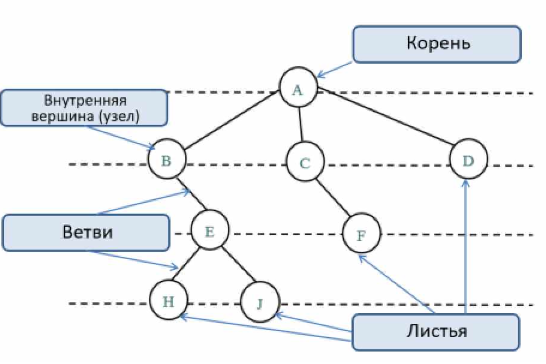 Корень
A
Внутренняя
вершина (узел)
B
C
D
Ветви
E
F
H
J
Листья